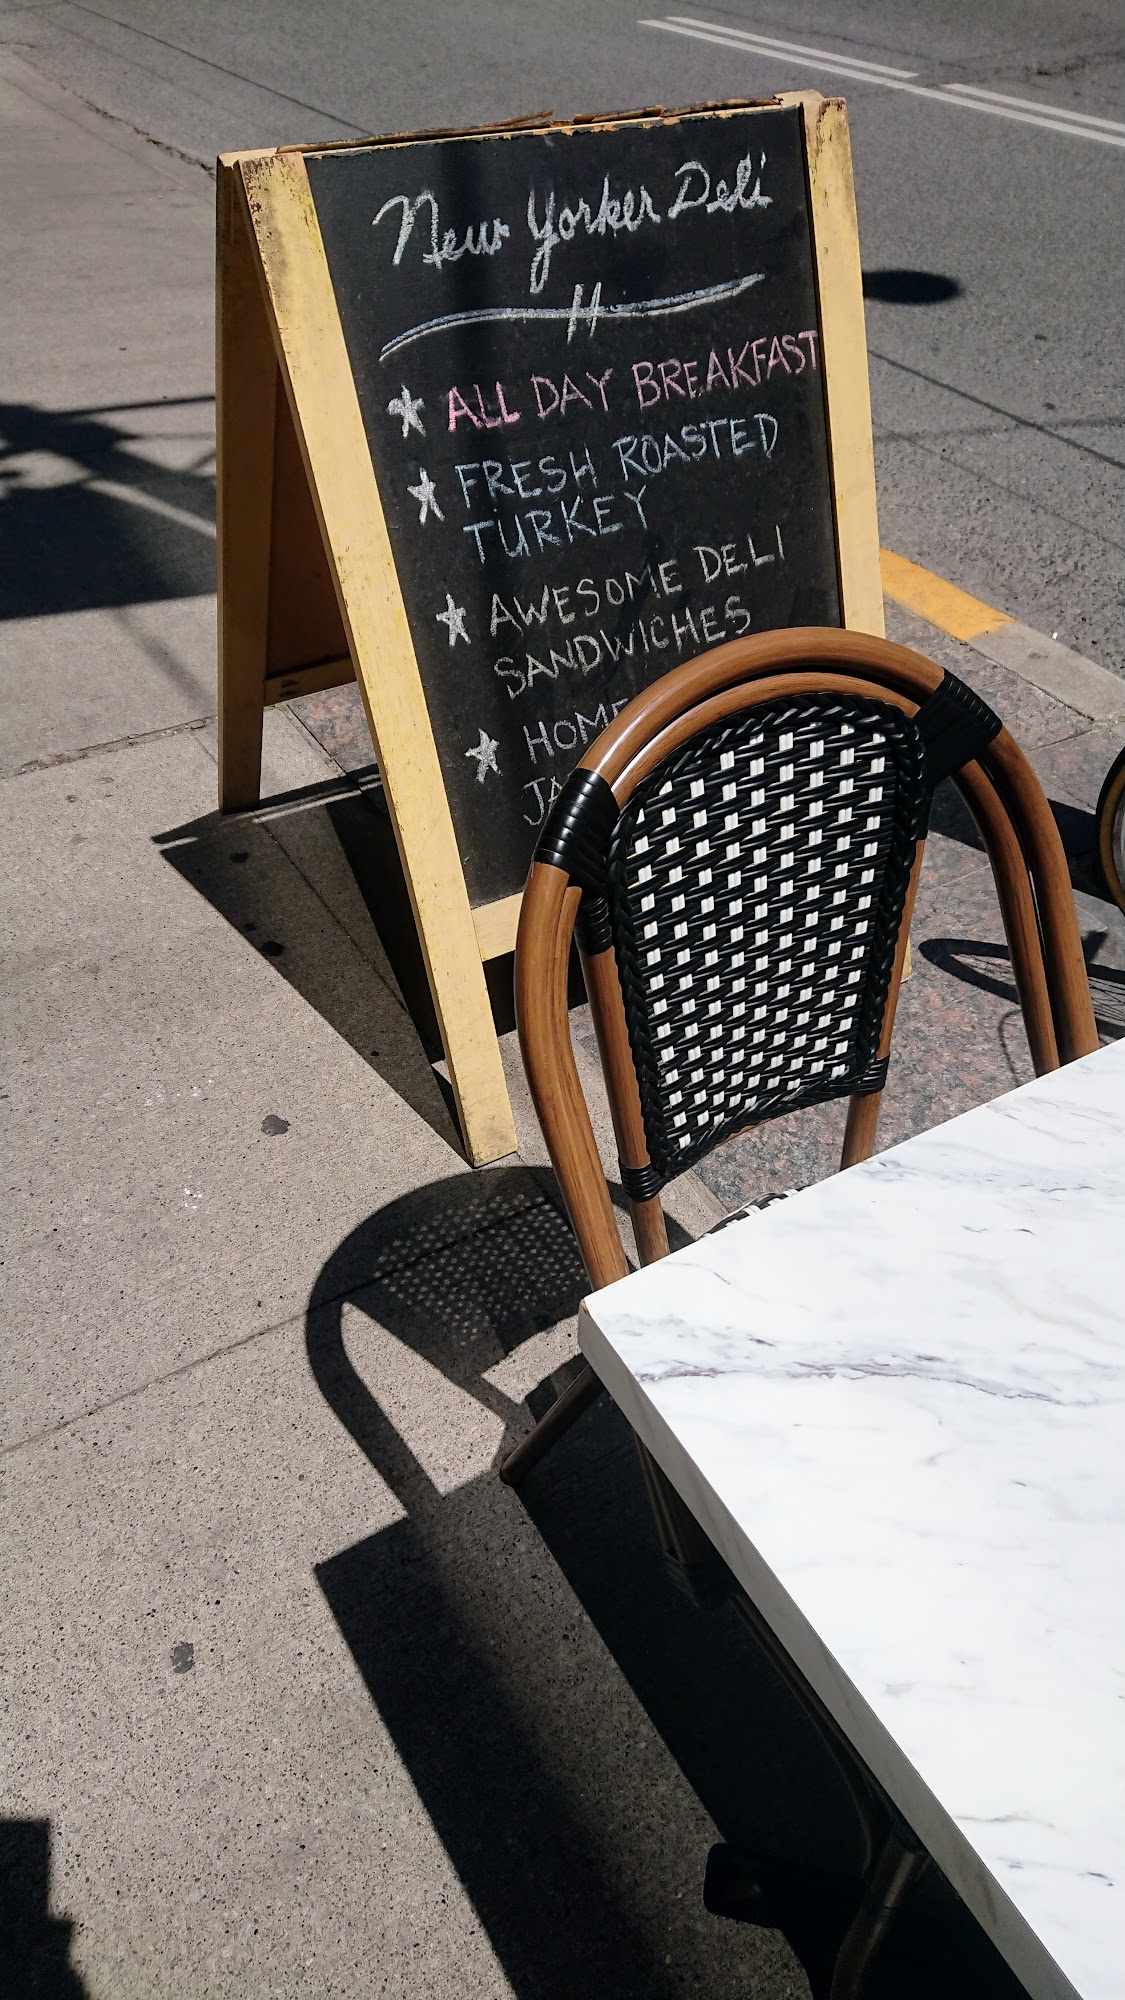 New Yorker Deli
ALL DAY BREAKFAST
FRESH ROASTED
TURKEY
AWESOME DELI
SANDWICHES